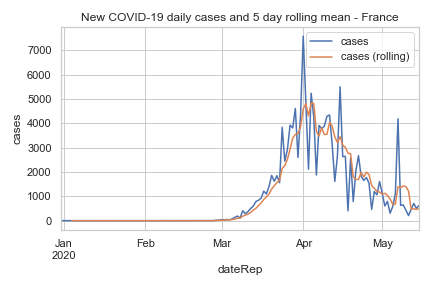 New COVID-19 daily cases and 5 day rolling mean - France
cases
cases (rolling)
7000
6000
5000
4000
3000
2000
1000
0
cases
Jan
2020
Feb
Mar
Apr
May
dateRep